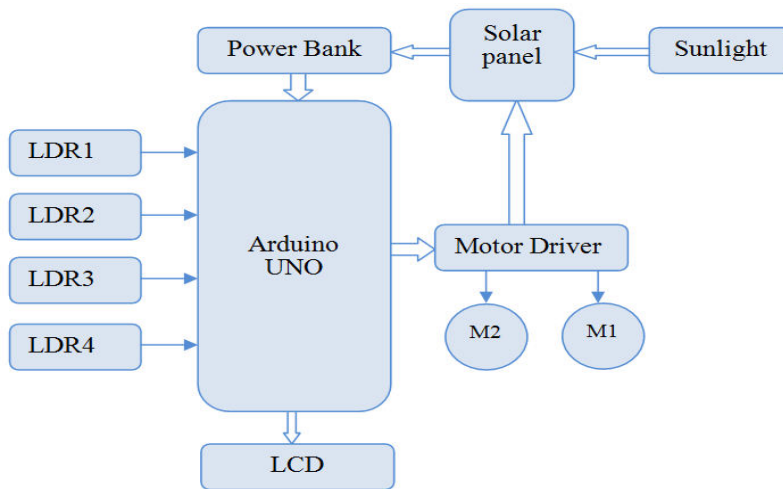 Power Bank
Solar
panel
Sunlight
LDR1
LDR2
LDR3
LDR4
Arduino
UNO
Motor Driver
M2
M1
LCD